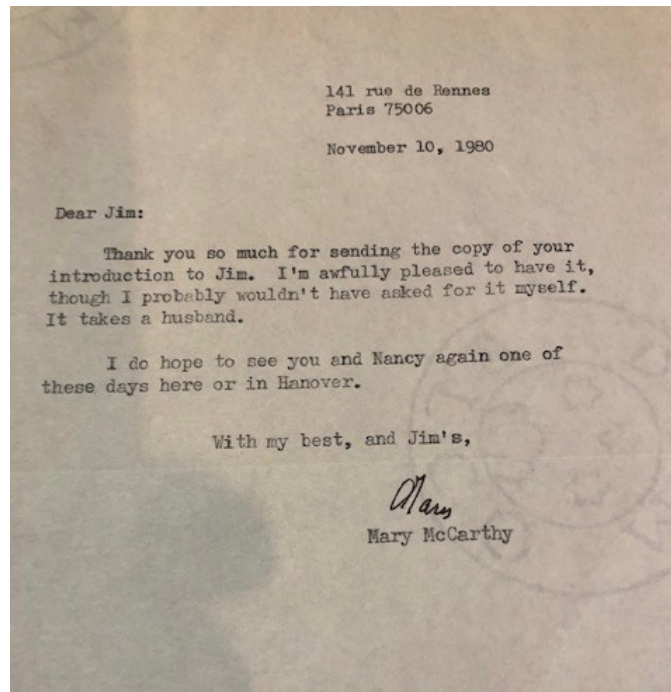 141 rue de Rennes
Paris 75006
November 10, 1980
Dear Jim:
Thank you so much for sending the copy of your
introduction to Jim. I'm awfully pleased to have it,
though I probably wouldn't have asked for it myself.
It takes a husband.
I do hope to see you and Nancy again one of
these days here or in Hanover.
With my best, and Jim's,
Mary
Mary McCarthy